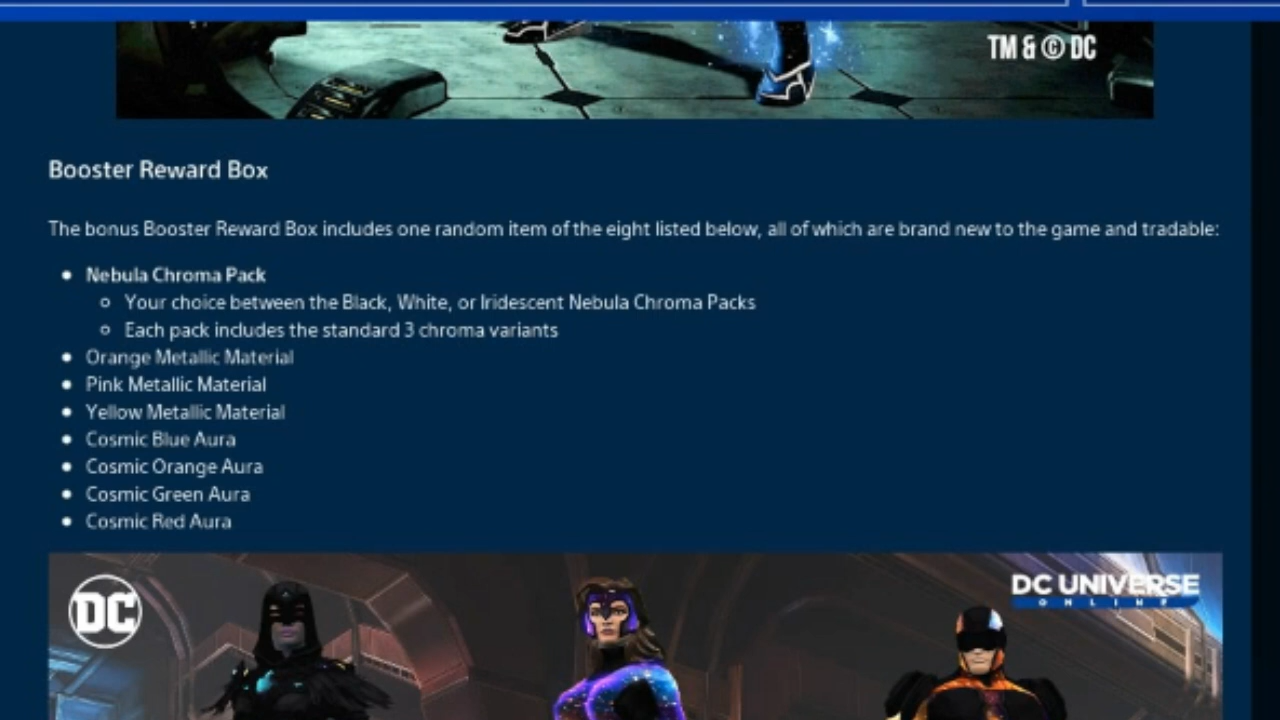 TM & © DC
Booster Reward Box
The bonus Booster Reward Box includes one random item of the eight listed below, all of which are brand new to the game and tradable:
Nebula Chroma Pack
Your choice between the Black, White, or Iridescent Nebula Chroma Packs
Each pack includes the standard 3 chroma variants
Orange Metallic Material
Pink Metallic Material
Yellow Metallic Material
Cosmic Blue Aura
Cosmic Orange Aura
Cosmic Green Aura
Cosmic Red Aura
DC
DC UNIVERSE
ONLINE